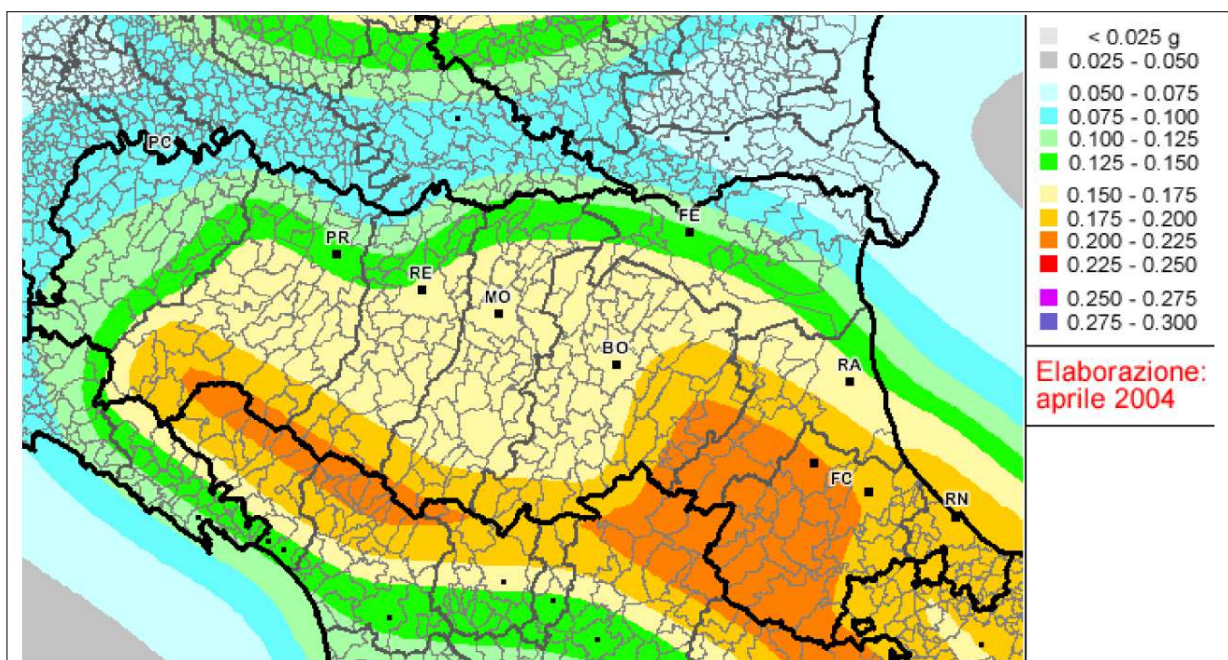 PC
PR
RE
MO
BO
FE
RA
FC
RN
< 0.025 g
0.025 - 0.050
0.050 - 0.075
0.075 - 0.100
0.100 - 0.125
0.125 - 0.150
0.150 - 0.175
0.175 - 0.200
0.200 - 0.225
0.225 - 0.250
0.250 - 0.275
0.275 - 0.300
Elaborazione:
aprile 2004